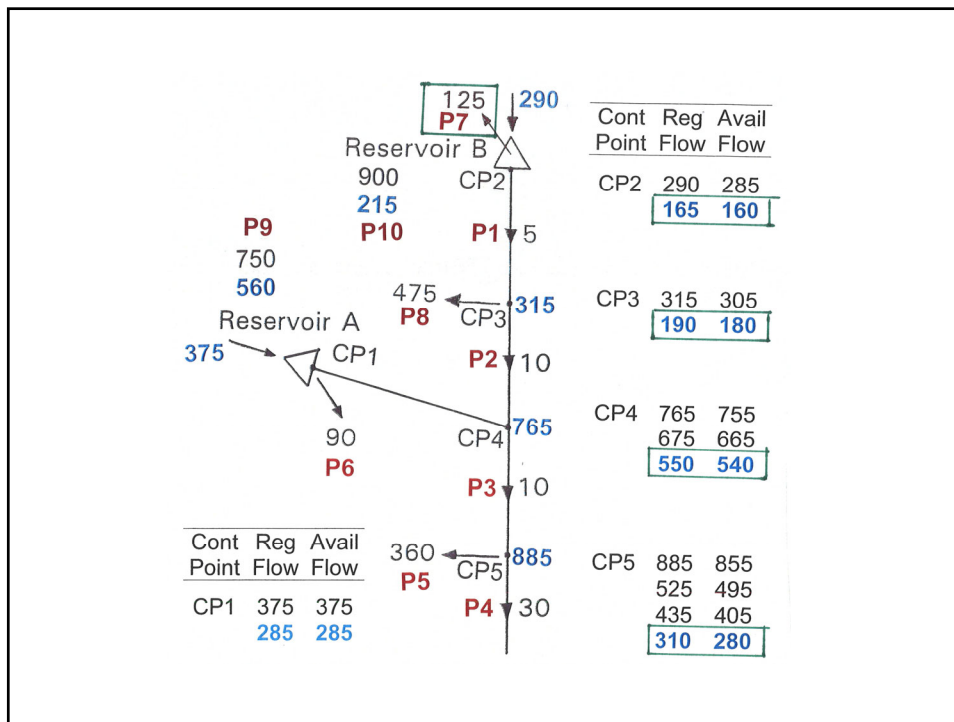 125
P7
290
Reservoir B
CP2
900
215
P10
P1 5
P9
750
560
Reservoir A
375
CP1
90
P6
475
P8
CP3
315
P2 10
765
CP4
P3 10
360
P5
CP5
885
P4 30
Cont Reg Avail
Point Flow Flow
CP1 375 375
285 285
Cont Reg Avail
Point Flow Flow
CP2 290 285
165 160
CP3 315 305
190 180
CP4 765 755
675 665
550 540
CP5 885 855
525 495
435 405
310 280